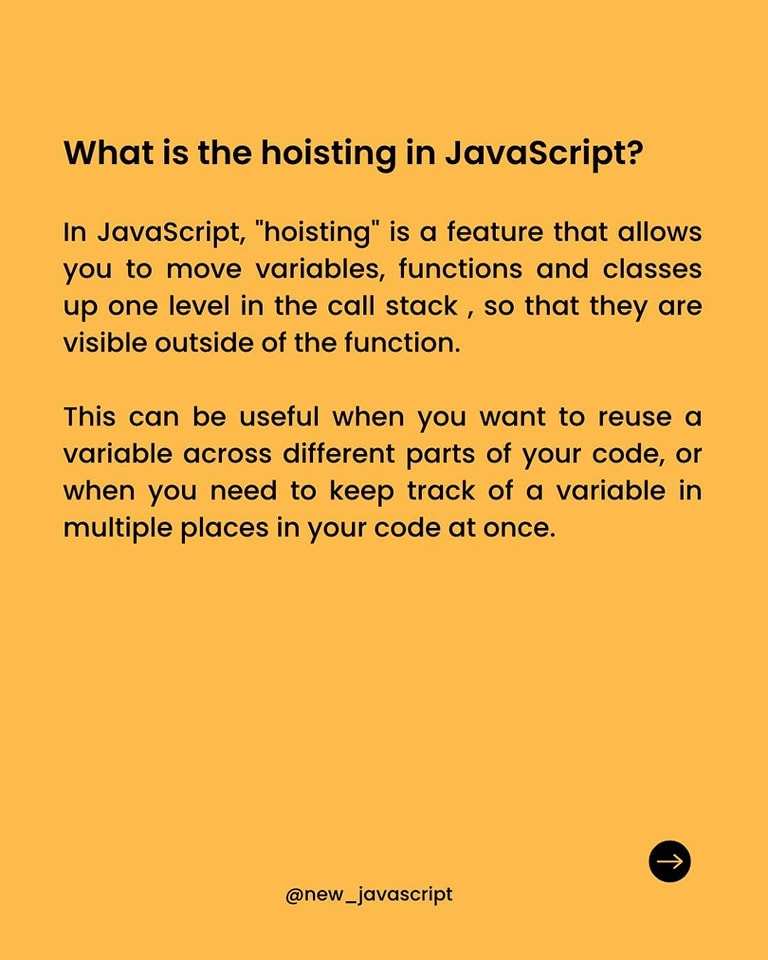 What is the hoisting in JavaScript?
In JavaScript, "hoisting" is a feature that allows
you to move variables, functions and classes
up one level in the call stack , so that they are
visible outside of the function.
This can be useful when you want to reuse a
variable across different parts of your code, or
when you need to keep track of a variable in
multiple places in your code at once.
@new_javascript